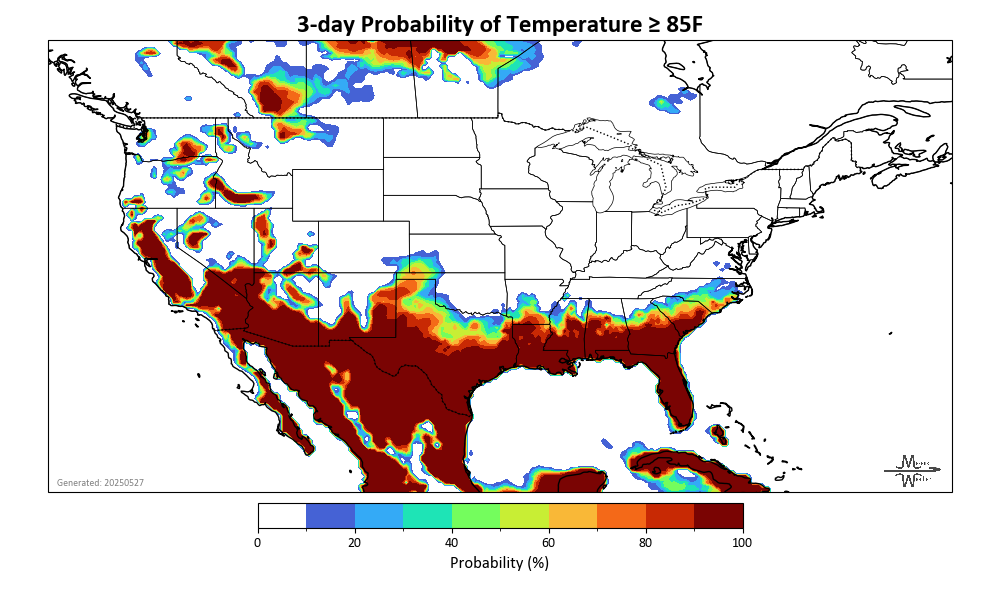 3-day Probability of Temperature ≥ 85F
Generated: 20250527
0 20 40 60 80 100
Probability (%)